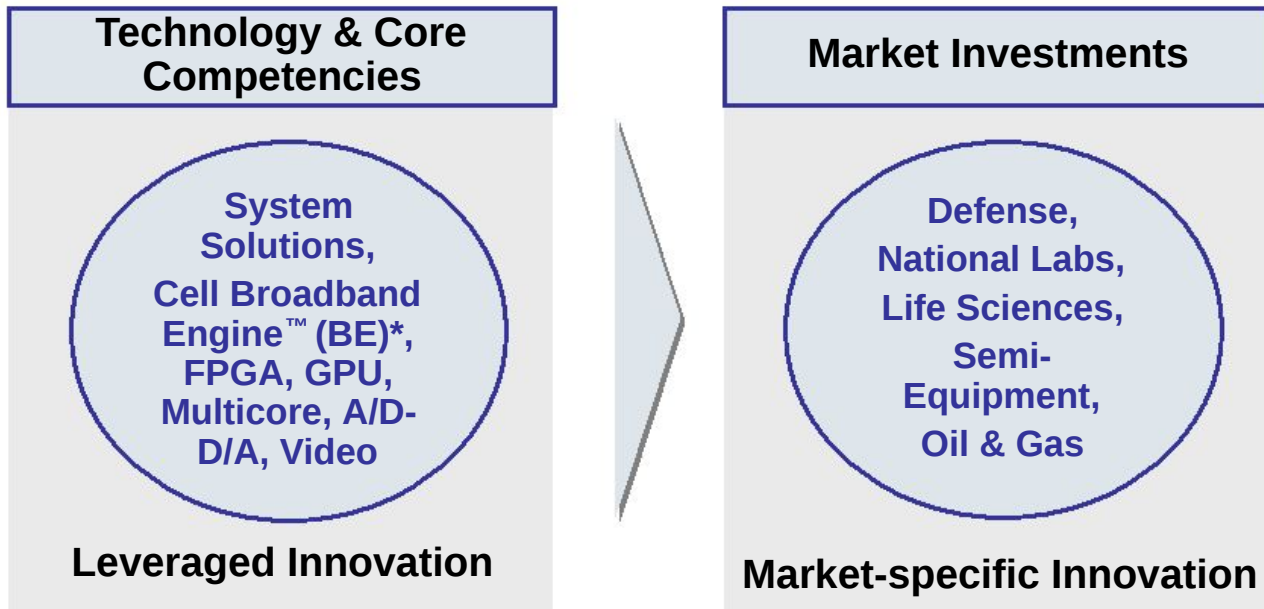 Technology & Core
Competencies
System
Solutions,
Cell Broadband
Engine™ (BE)*,
FPGA, GPU,
Multicore, A/D-
D/A, Video
Leveraged Innovation
Market Investments
Defense,
National Labs,
Life Sciences,
Semi-
Equipment,
Oil & Gas
Market-specific Innovation